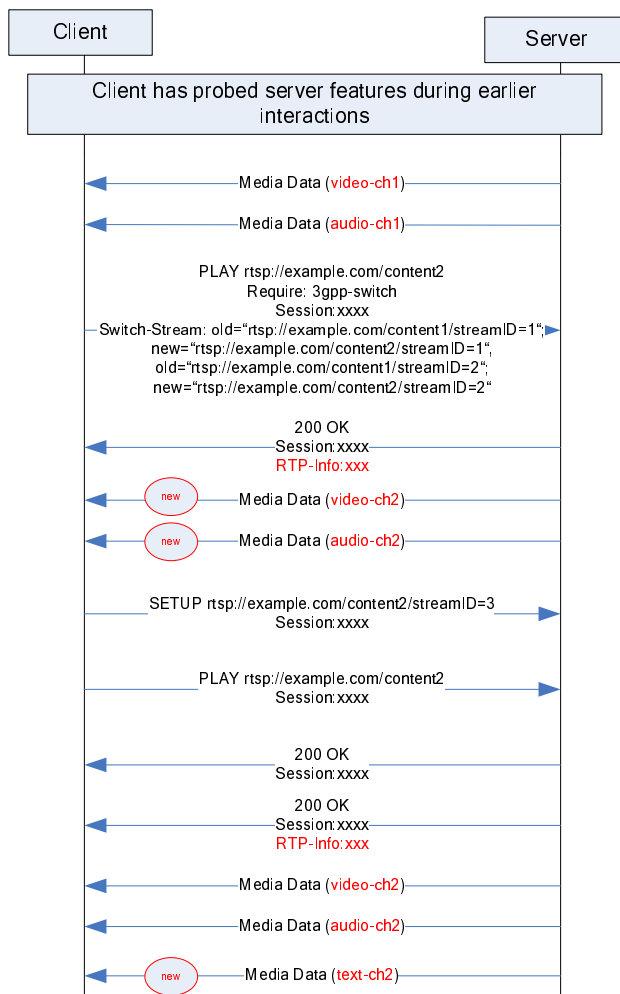 Client
Server
Client has probed server features during earlier
interactions
Media Data (video-ch1)
Media Data (audio-ch1)
PLAY rtsp://example.com/content2
Require: 3gpp-switch
Session:xxxx
Switch-Stream: old=“rtsp://example.com/content1/streamID=1“;
new=“rtsp://example.com/content2/streamID=1“,
old=“rtsp://example.com/content1/streamID=2“;
new=“rtsp://example.com/content2/streamID=2“
200 OK
Session:xxxx
RTP-Info:xxx
new
Media Data (video-ch2)
new
Media Data (audio-ch2)
SETUP rtsp://example.com/content2/streamID=3
Session:xxxx
PLAY rtsp://example.com/content2
Session:xxxx
200 OK
Session:xxxx
200 OK
Session:xxxx
RTP-Info:xxx
Media Data (video-ch2)
Media Data (audio-ch2)
new
Media Data (text-ch2)